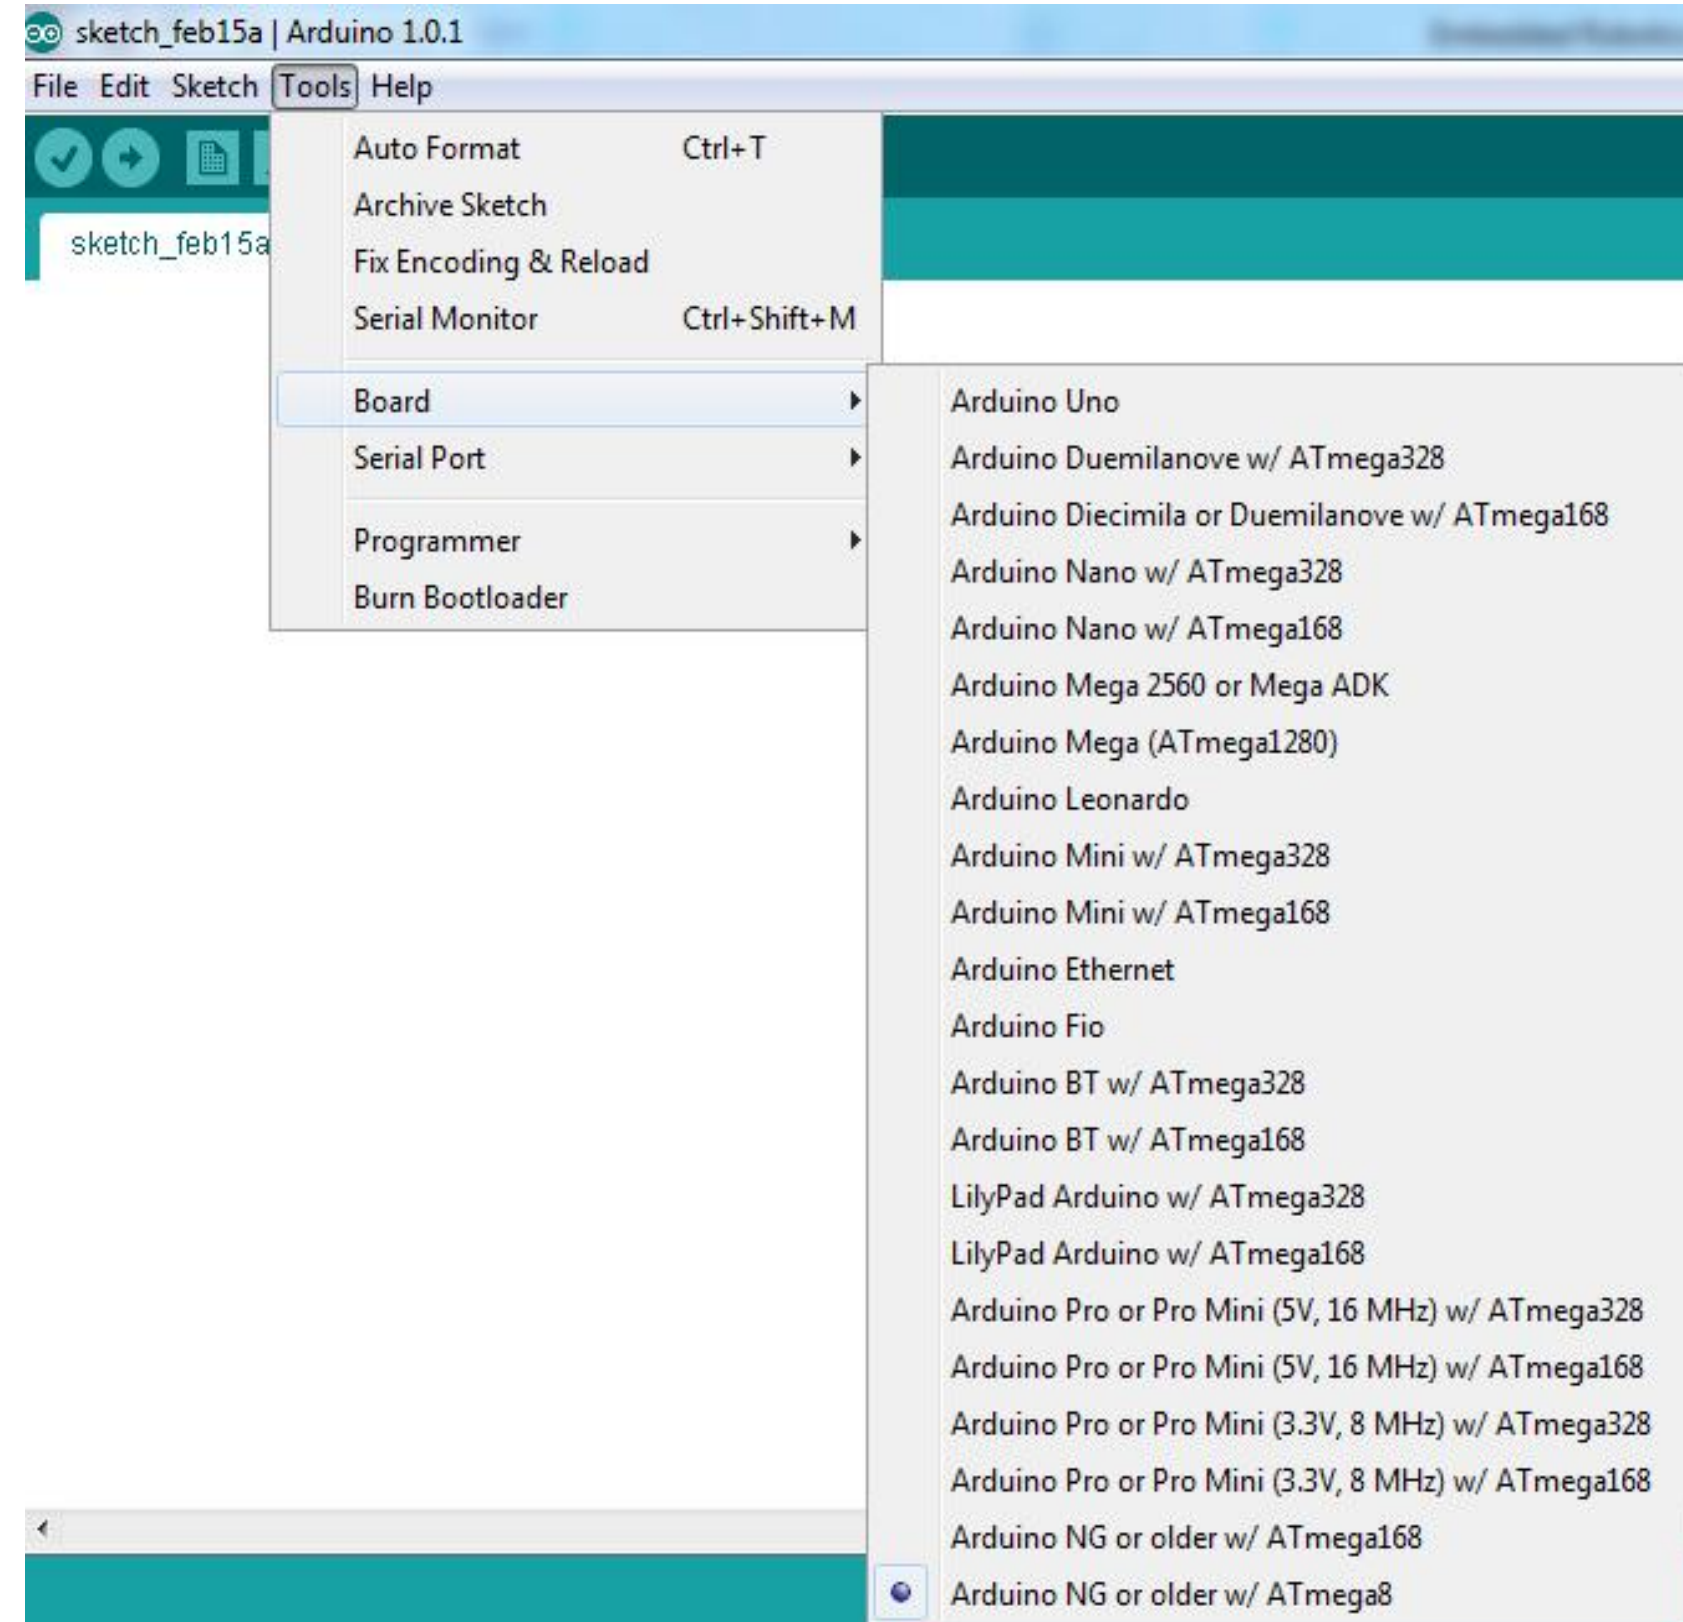 sketch_feb15a | Arduino 1.0.1
File Edit Sketch Tools Help
sketch_feb15a
Auto Format Ctrl+T
Archive Sketch
Fix Encoding & Reload
Serial Monitor Ctrl+Shift+M
Board
Serial Port
Programmer
Burn Bootloader
Arduino Uno
Arduino Duemilanove w/ ATmega328
Arduino Diecimila or Duemilanove w/ ATmega168
Arduino Nano w/ ATmega328
Arduino Nano w/ ATmega168
Arduino Mega 2560 or Mega ADK
Arduino Mega (ATmega1280)
Arduino Leonardo
Arduino Mini w/ ATmega328
Arduino Mini w/ ATmega168
Arduino Ethernet
Arduino Fio
Arduino BT w/ ATmega328
Arduino BT w/ ATmega168
LilyPad Arduino w/ ATmega328
LilyPad Arduino w/ ATmega168
Arduino Pro or Pro Mini (5V, 16 MHz) w/ ATmega328
Arduino Pro or Pro Mini (5V, 16 MHz) w/ ATmega168
Arduino Pro or Pro Mini (3.3V, 8 MHz) w/ ATmega328
Arduino Pro or Pro Mini (3.3V, 8 MHz) w/ ATmega168
Arduino NG or older w/ ATmega168
Arduino NG or older w/ ATmega8